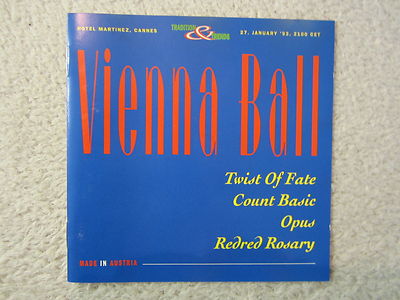 HOTEL MARTINEZ, CANNES
TRADITION & FRIENDS
27. JANUARY '93, 2100 CET
Vienna Ball
Twist Of Fate
Count Basic
Opus
Redred Rosary
MADE IN AUSTRIA